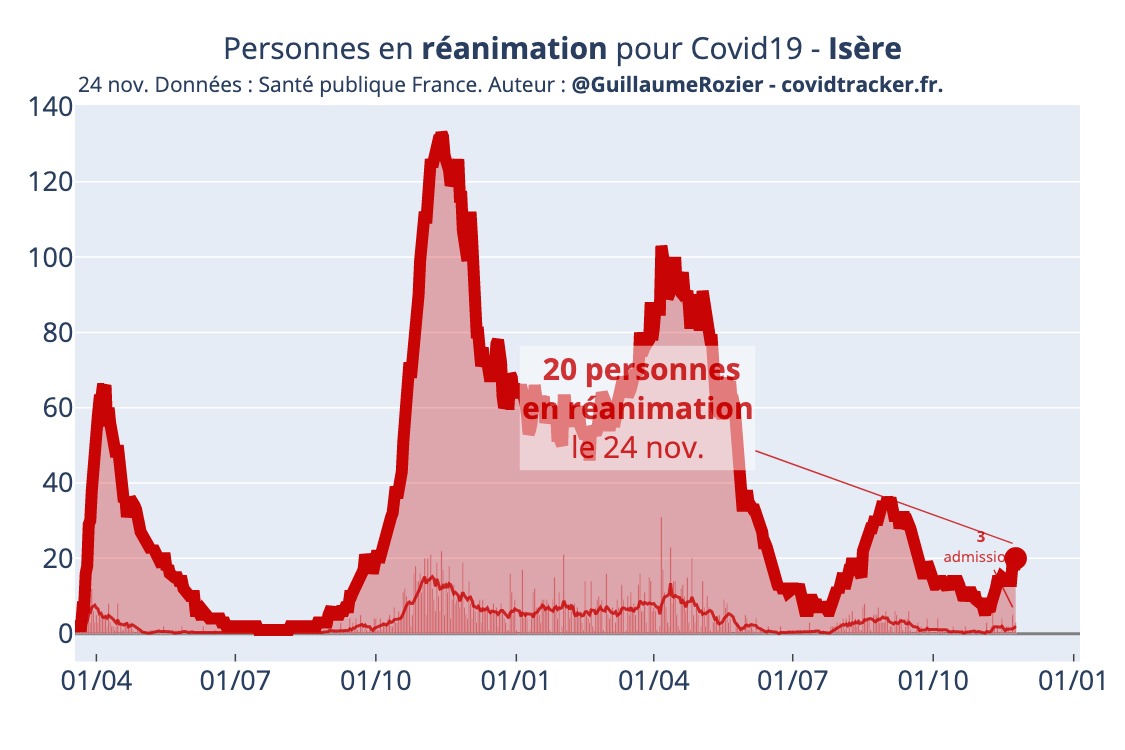 Personnes en réanimation pour Covid19 - Isère
24 nov. Données : Santé publique France. Auteur : @GuillaumeRozier - covidtracker.fr.
140
120
100
80
60
40
20
0
20 personnes
en réanimation
le 24 nov.
3
admissio
01/04
01/07
01/10
01/01
01/04
01/07
01/10
01/01